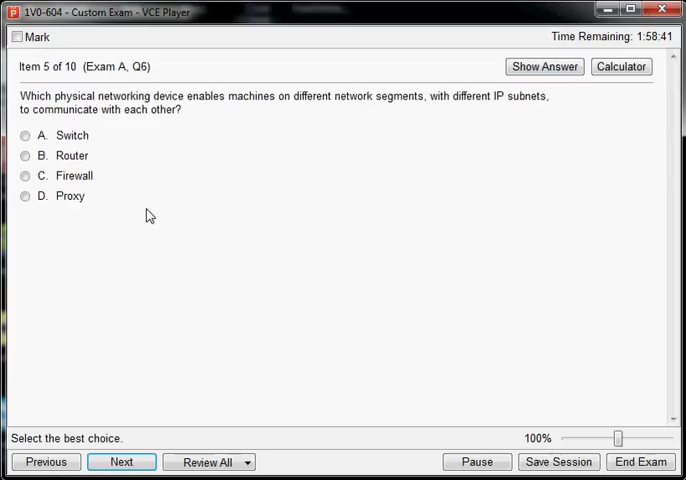 1V0-604 - Custom Exam - VCE Player
Mark
Time Remaining: 1:58:41
Item 5 of 10 (Exam A, Q6)
Show Answer
Calculator
Which physical networking device enables machines on different network segments, with different IP subnets,
to communicate with each other?
A. Switch
B. Router
C. Firewall
D. Proxy
Select the best choice.
100%
Previous
Next
Review All
Pause
Save Session
End Exam